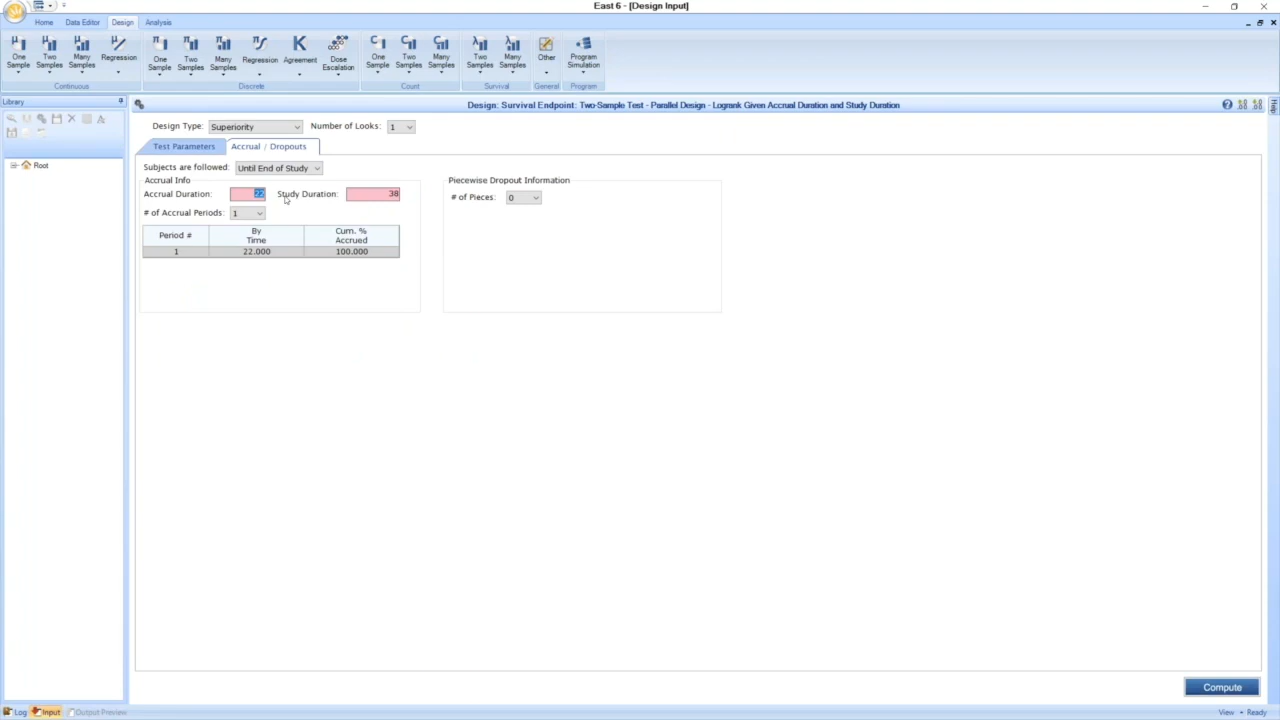 East 6 - [Design Input]
Home Data Editor Design Analysis
One Sample Two Samples Many Samples Regression One Sample Two Samples Many Samples Regression Agreement Dose Escalation One Sample Two Samples Many Samples Two Samples Many Samples Other Program Simulation
Continuous Discrete Count Survival General Program
Library
Design: Survival Endpoint: Two-Sample Test - Parallel Design - Logrank Given Accrual Duration and Study Duration
Help
Design Type: Superiority Number of Looks: 1
Test Parameters Accrual / Dropouts
Root
Subjects are followed: Until End of Study
Accrual Info Piecewise Dropout Information
Accrual Duration: 22 Study Duration: 38 # of Pieces: 0
# of Accrual Periods: 1
Period # By Time Cum. % Accrued
1 22.000 100.000
Compute
Log Input Output Preview View Ready